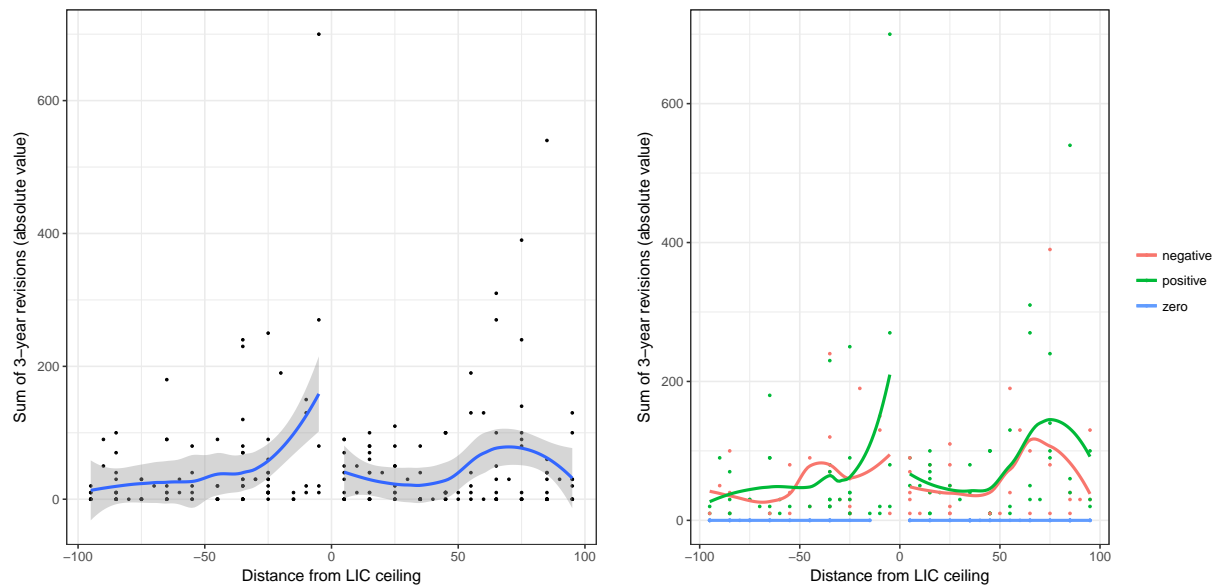 Sum of 3−year revisions (absolute value)
600
400
200
0
−100
−50
0
50
100
Distance from LIC ceiling
Sum of 3−year revisions (absolute value)
600
400
200
0
−100
−50
0
50
100
Distance from LIC ceiling
negative
positive
zero